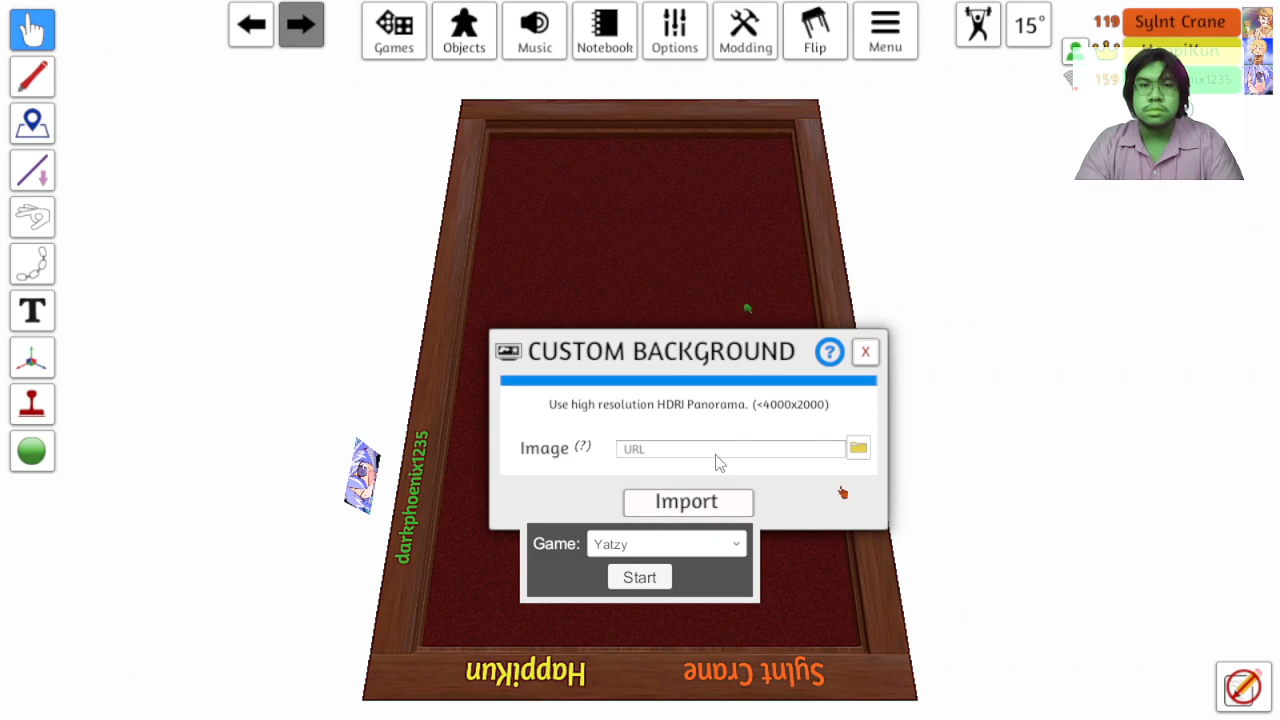 Games
Objects
Music
Notebook
Options
Modding
Flip
Menu
15°
119 Sylnt Crane
HappiKun
159
CUSTOM BACKGROUND
?
X
Use high resolution HDRI Panorama. (<4000x2000)
Image (?)
URL
Import
Game: Yatzy
Start
T
darkphoenix1235
HappiKun
Sylnt Crane